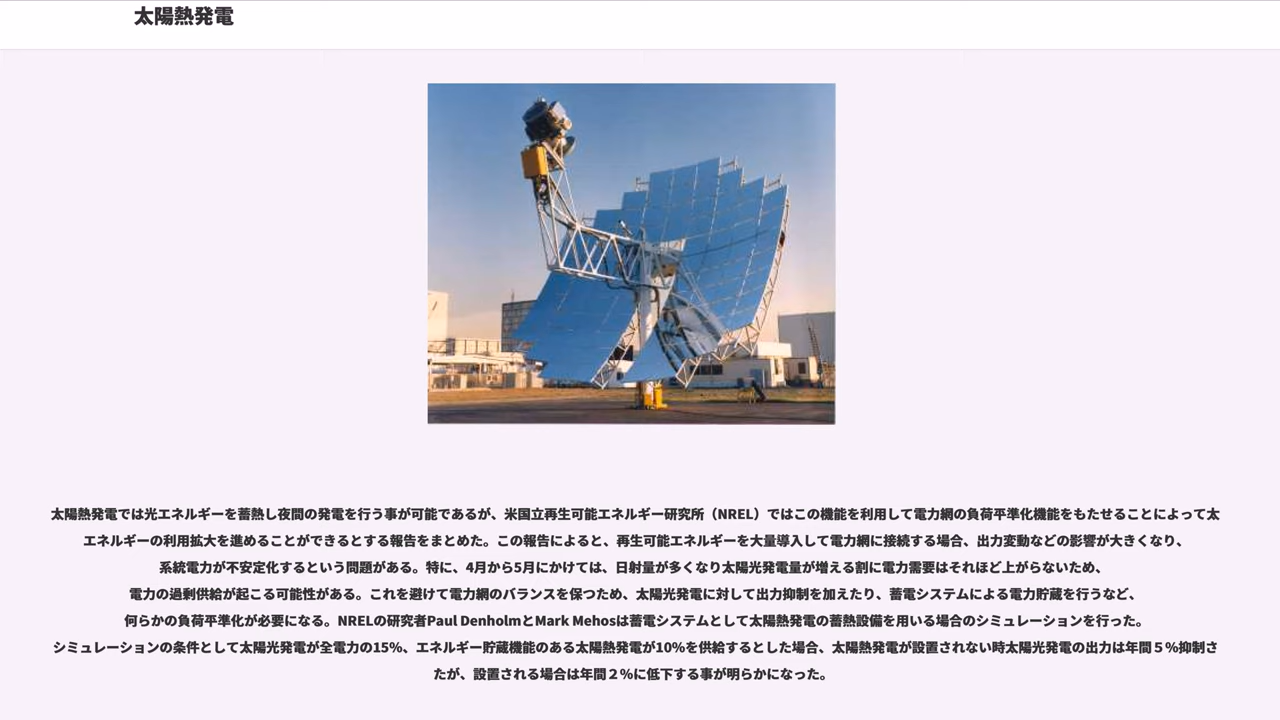 太陽熱発電
太陽熱発電では光エネルギーを蓄熱し夜間の発電を行う事が可能であるが、米国立再生可能エネルギー研究所（NREL）ではこの機能を利用して電力網の負荷平準化機能をもたせることによって太
エネルギーの利用拡大を進めることができるとする報告をまとめた。この報告によると、再生可能エネルギーを大量導入して電力網に接続する場合、出力変動などの影響が大きくなり、
系統電力が不安定化するという問題がある。特に、4月から5月にかけては、日射量が多くなり太陽光発電量が増える割に電力需要はそれほど上がらないため、
電力の過剰供給が起こる可能性がある。これを避けて電力網のバランスを保つため、太陽光発電に対して出力抑制を加えたり、蓄電システムによる電力貯蔵を行うなど、
何らかの負荷平準化が必要になる。NRELの研究者Paul DenholmとMark Mehosは蓄電システムとして太陽熱発電の蓄熱設備を用いる場合のシミュレーションを行った。
シミュレーションの条件として太陽光発電が全電力の15%、エネルギー貯蔵機能のある太陽熱発電が10%を供給するとした場合、太陽熱発電が設置されない時太陽光発電の出力は年間５%抑制さ
たが、設置される場合は年間２%に低下する事が明らかになった。